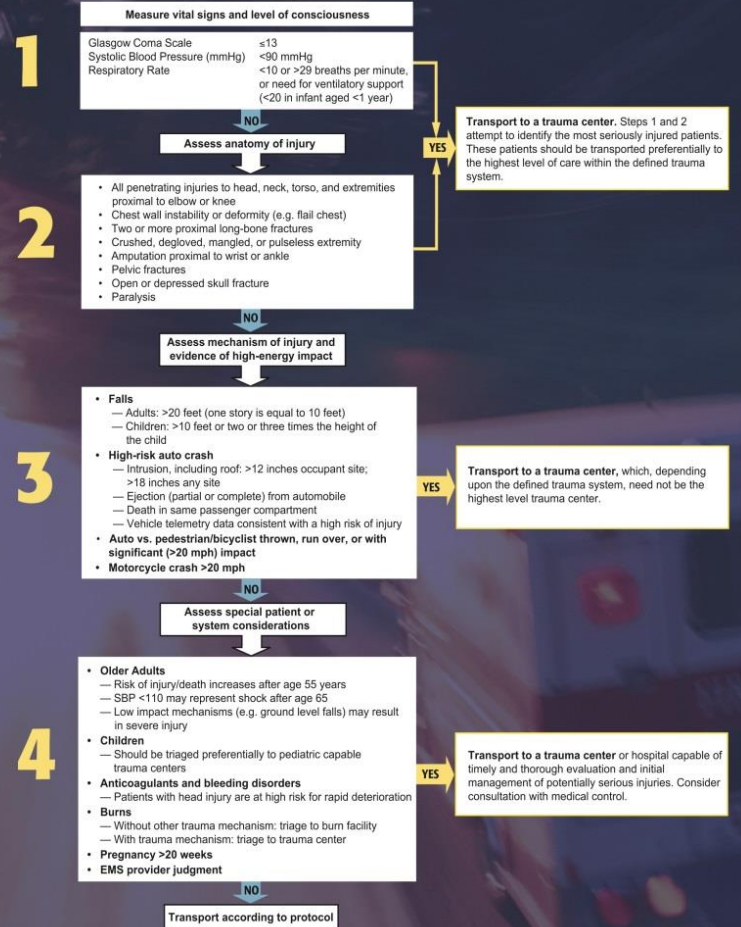 Measure vital signs and level of consciousness
1
Glasgow Coma Scale ≤13
Systolic Blood Pressure (mmHg) <90 mmHg
Respiratory Rate <10 or >29 breaths per minute,
or need for ventilatory support
(<20 in infant aged <1 year)
NO
Assess anatomy of injury
YES
Transport to a trauma center. Steps 1 and 2
attempt to identify the most seriously injured patients.
These patients should be transported preferentially to
the highest level of care within the defined trauma
system.
2
• All penetrating injuries to head, neck, torso, and extremities
proximal to elbow or knee
• Chest wall instability or deformity (e.g. flail chest)
• Two or more proximal long-bone fractures
• Crushed, degloved, mangled, or pulseless extremity
• Amputation proximal to wrist or ankle
• Pelvic fractures
• Open or depressed skull fracture
• Paralysis
NO
Assess mechanism of injury and
evidence of high-energy impact
3
• Falls
— Adults: >20 feet (one story is equal to 10 feet)
— Children: >10 feet or two or three times the height of
the child
• High-risk auto crash
— Intrusion, including roof: >12 inches occupant site;
>18 inches any site
— Ejection (partial or complete) from automobile
— Death in same passenger compartment
— Vehicle telemetry data consistent with a high risk of injury
• Auto vs. pedestrian/bicyclist thrown, run over, or with
significant (>20 mph) impact
• Motorcycle crash >20 mph
YES
Transport to a trauma center, which, depending
upon the defined trauma system, need not be the
highest level trauma center.
NO
Assess special patient or
system considerations
4
• Older Adults
— Risk of injury/death increases after age 55 years
— SBP <110 may represent shock after age 65
— Low impact mechanisms (e.g. ground level falls) may result
in severe injury
• Children
— Should be triaged preferentially to pediatric capable
trauma centers
• Anticoagulants and bleeding disorders
— Patients with head injury are at high risk for rapid deterioration
• Burns
— Without other trauma mechanism: triage to burn facility
— With trauma mechanism: triage to trauma center
• Pregnancy >20 weeks
• EMS provider judgment
YES
Transport to a trauma center or hospital capable of
timely and thorough evaluation and initial
management of potentially serious injuries. Consider
consultation with medical control.
NO
Transport according to protocol